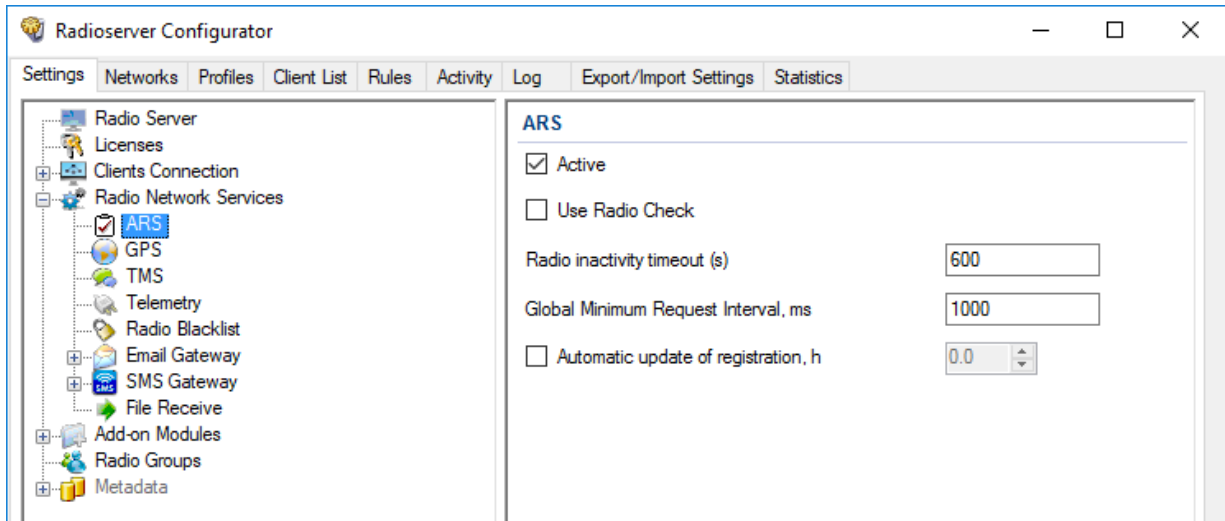 Radioserver Configurator
Settings Networks Profiles Client List Rules Activity Log Export/Import Settings Statistics
Radio Server
Licenses
Clients Connection
Radio Network Services
ARS
GPS
TMS
Telemetry
Radio Blacklist
Email Gateway
SMS
SMS Gateway
File Receive
Add-on Modules
Radio Groups
Metadata
ARS
Active
Use Radio Check
Radio inactivity timeout (s) 600
Global Minimum Request Interval, ms 1000
Automatic update of registration, h 0.0